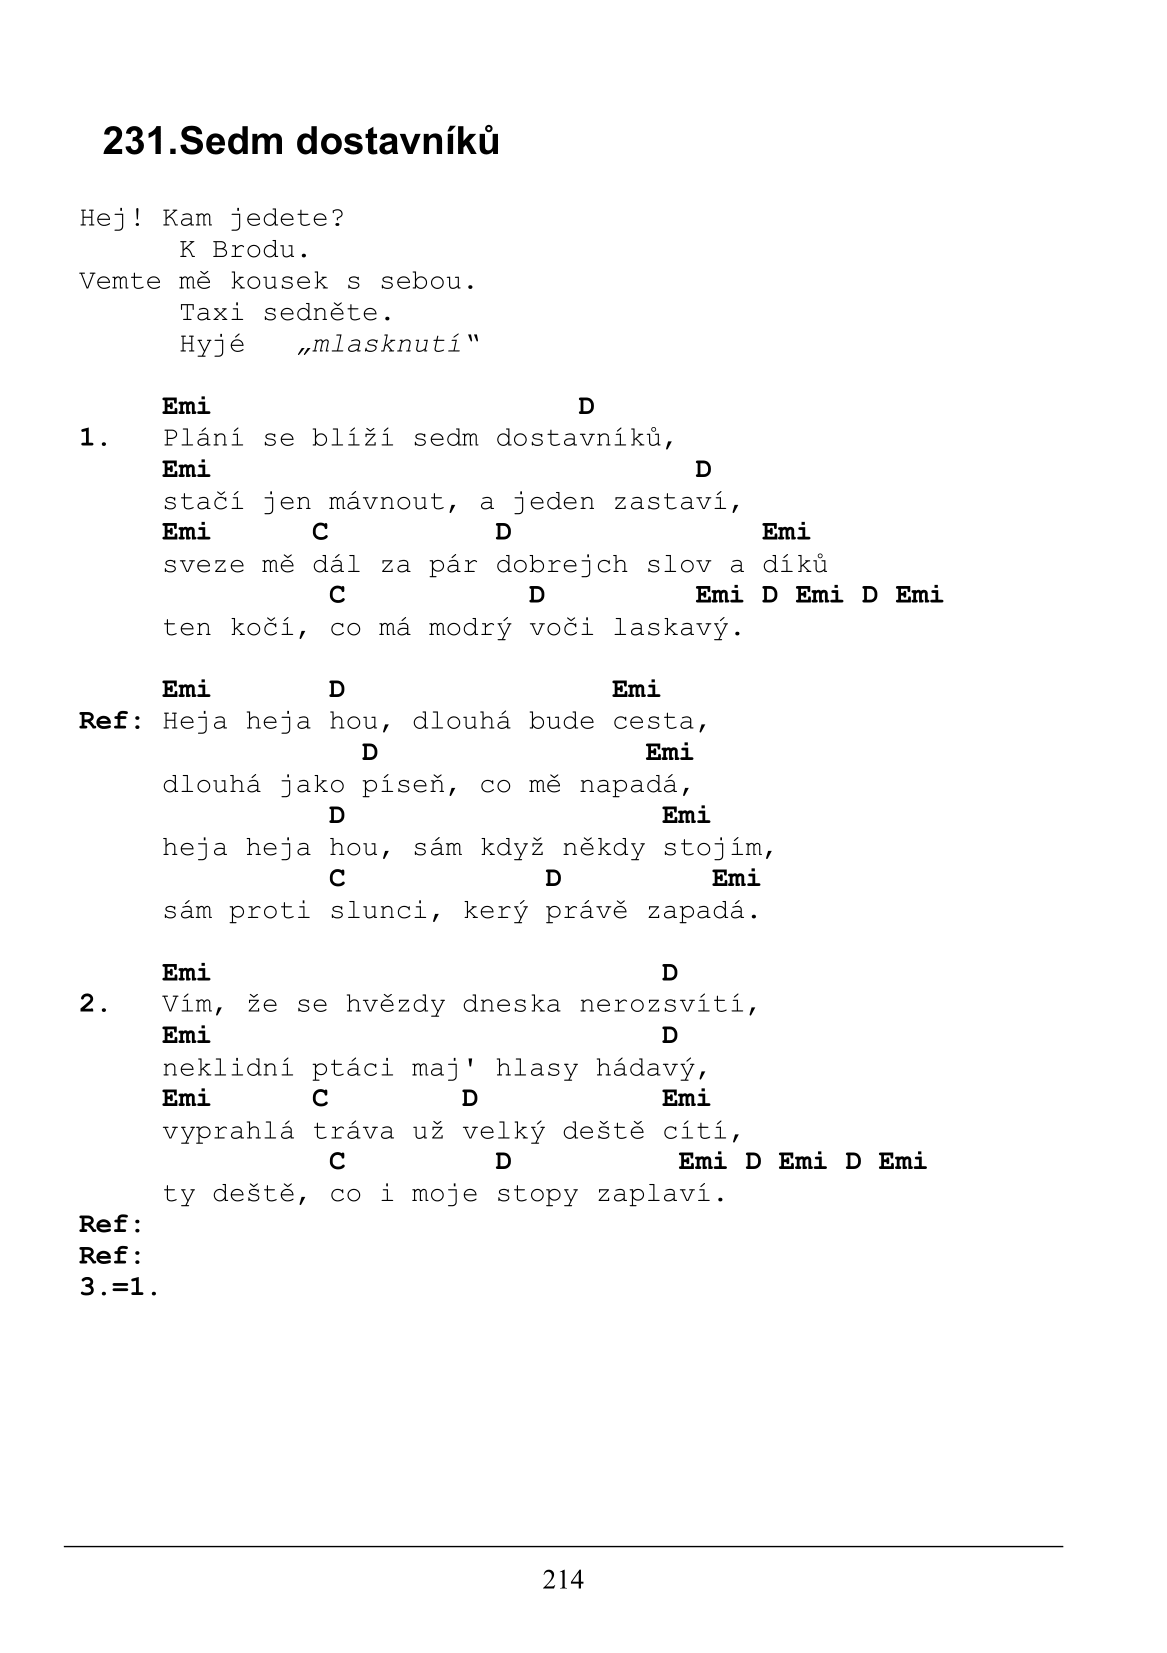 231.Sedm dostavníků
Hej! Kam jedete?
      K Brodu.
Vemte mě kousek s sebou.
      Taxi sedněte.
      Hyjé   „mlasknutí“
     Emi                      D
1.   Plání se blíží sedm dostavníků,
     Emi                             D
     stačí jen mávnout, a jeden zastaví,
     Emi      C          D               Emi
     sveze mě dál za pár dobrejch slov a díků
               C           D         Emi D Emi D Emi
     ten kočí, co má modrý voči laskavý.
     Emi       D                Emi
Ref: Heja heja hou, dlouhá bude cesta,
                 D                Emi
     dlouhá jako píseň, co mě napadá,
               D                   Emi
     heja heja hou, sám když někdy stojím,
               C            D         Emi
     sám proti slunci, kerý právě zapadá.
     Emi                           D
2.   Vím, že se hvězdy dneska nerozsvítí,
     Emi                           D
     neklidní ptáci maj' hlasy hádavý,
     Emi      C        D           Emi
     vyprahlá tráva už velký deště cítí,
               C         D          Emi D Emi D Emi
     ty deště, co i moje stopy zaplaví.
Ref:
Ref:
3.=1.
214